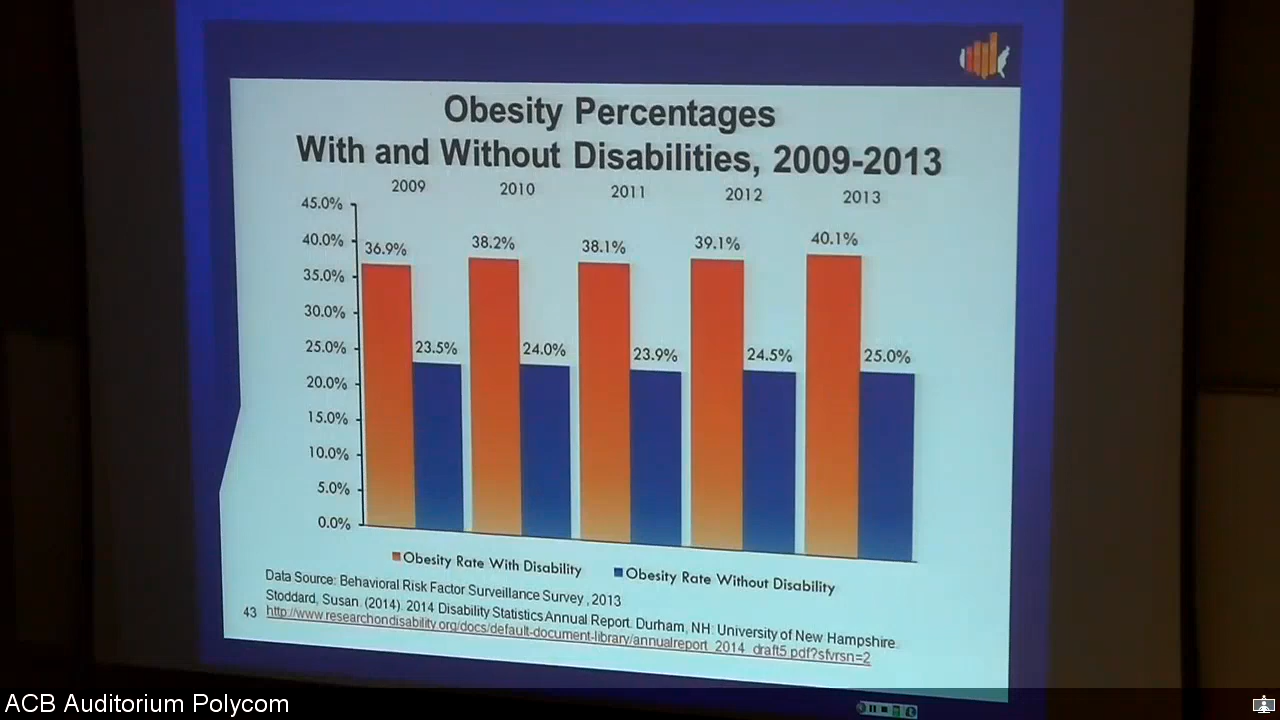 Obesity Percentages
With and Without Disabilities, 2009-2013
2009 2010 2011 2012 2013
45.0%
40.0%
35.0%
30.0%
25.0%
20.0%
15.0%
10.0%
5.0%
0.0%
36.9% 38.2% 38.1% 39.1% 40.1%
23.5% 24.0% 23.9% 24.5% 25.0%
Obesity Rate With Disability Obesity Rate Without Disability
Data Source: Behavioral Risk Factor Surveillance Survey , 2013
Stoddard, Susan. (2014). 2014 Disability Statistics Annual Report. Durham, NH: University of New Hampshire.
43 http://www.researchondisability.org/docs/default-document-library/annualreport_2014_draft5.pdf?sfvrsn=2
ACB Auditorium Polycom